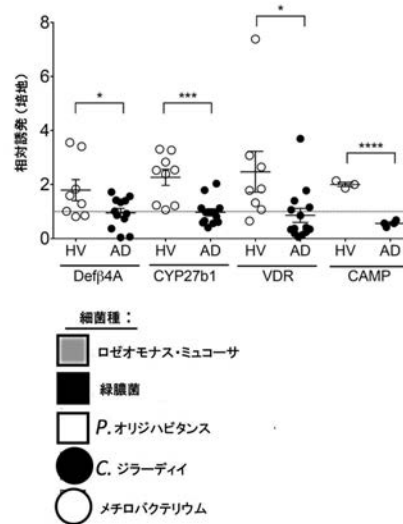 相対誘発(培地)
8
6
4
2
0
*
***
*
****
HV AD HV AD HV AD HV AD
Defβ4A CYP27b1 VDR CAMP
細菌種:
ロゼオモナス・ミュコーサ
緑膿菌
P. オリジハビタンス
C. ジラーディイ
メチロバクテリウム